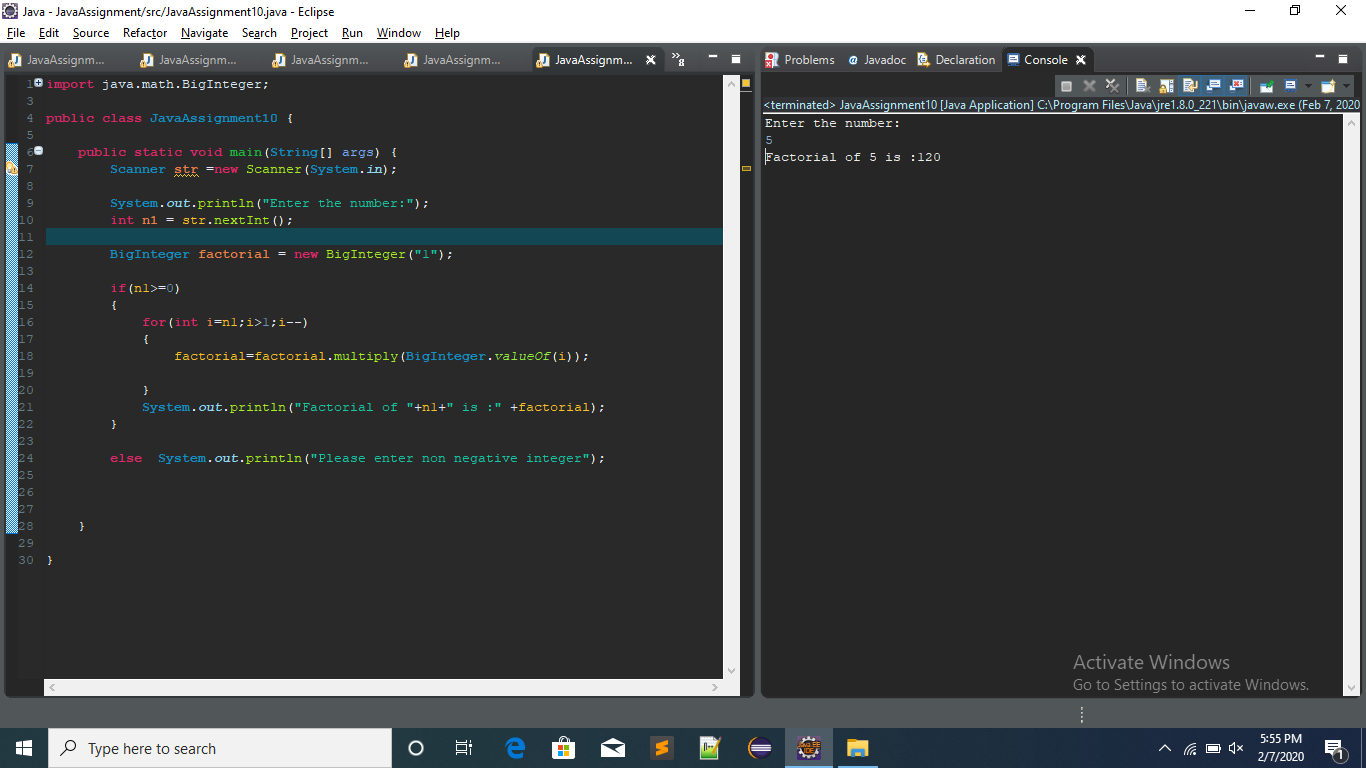 Java - JavaAssignment/src/JavaAssignment10.java - Eclipse
File Edit Source Refactor Navigate Search Project Run Window Help
JavaAssignm... JavaAssignm... JavaAssignm... JavaAssignm... JavaAssignm... »8
1 import java.math.BigInteger;
3
4 public class JavaAssignment10 {
5
6 public static void main(String[] args) {
7 Scanner str =new Scanner(System.in);
8
9 System.out.println("Enter the number:");
10 int n1 = str.nextInt();
11
12 BigInteger factorial = new BigInteger("1");
13
14 if(n1>=0)
15 {
16 for(int i=n1;i>1;i--)
17 {
18 factorial=factorial.multiply(BigInteger.valueOf(i));
19
20 }
21 System.out.println("Factorial of "+n1+" is :" +factorial);
22 }
23
24 else System.out.println("Please enter non negative integer");
25
26
27
28 }
29
30 }
Problems Javadoc Declaration Console
<terminated> JavaAssignment10 [Java Application] C:\Program Files\Java\jre1.8.0_221\bin\javaw.exe (Feb 7, 2020
Enter the number:
5
Factorial of 5 is :120
Activate Windows
Go to Settings to activate Windows.
Type here to search
Java EE
IDE
5:55 PM
2/7/2020
1